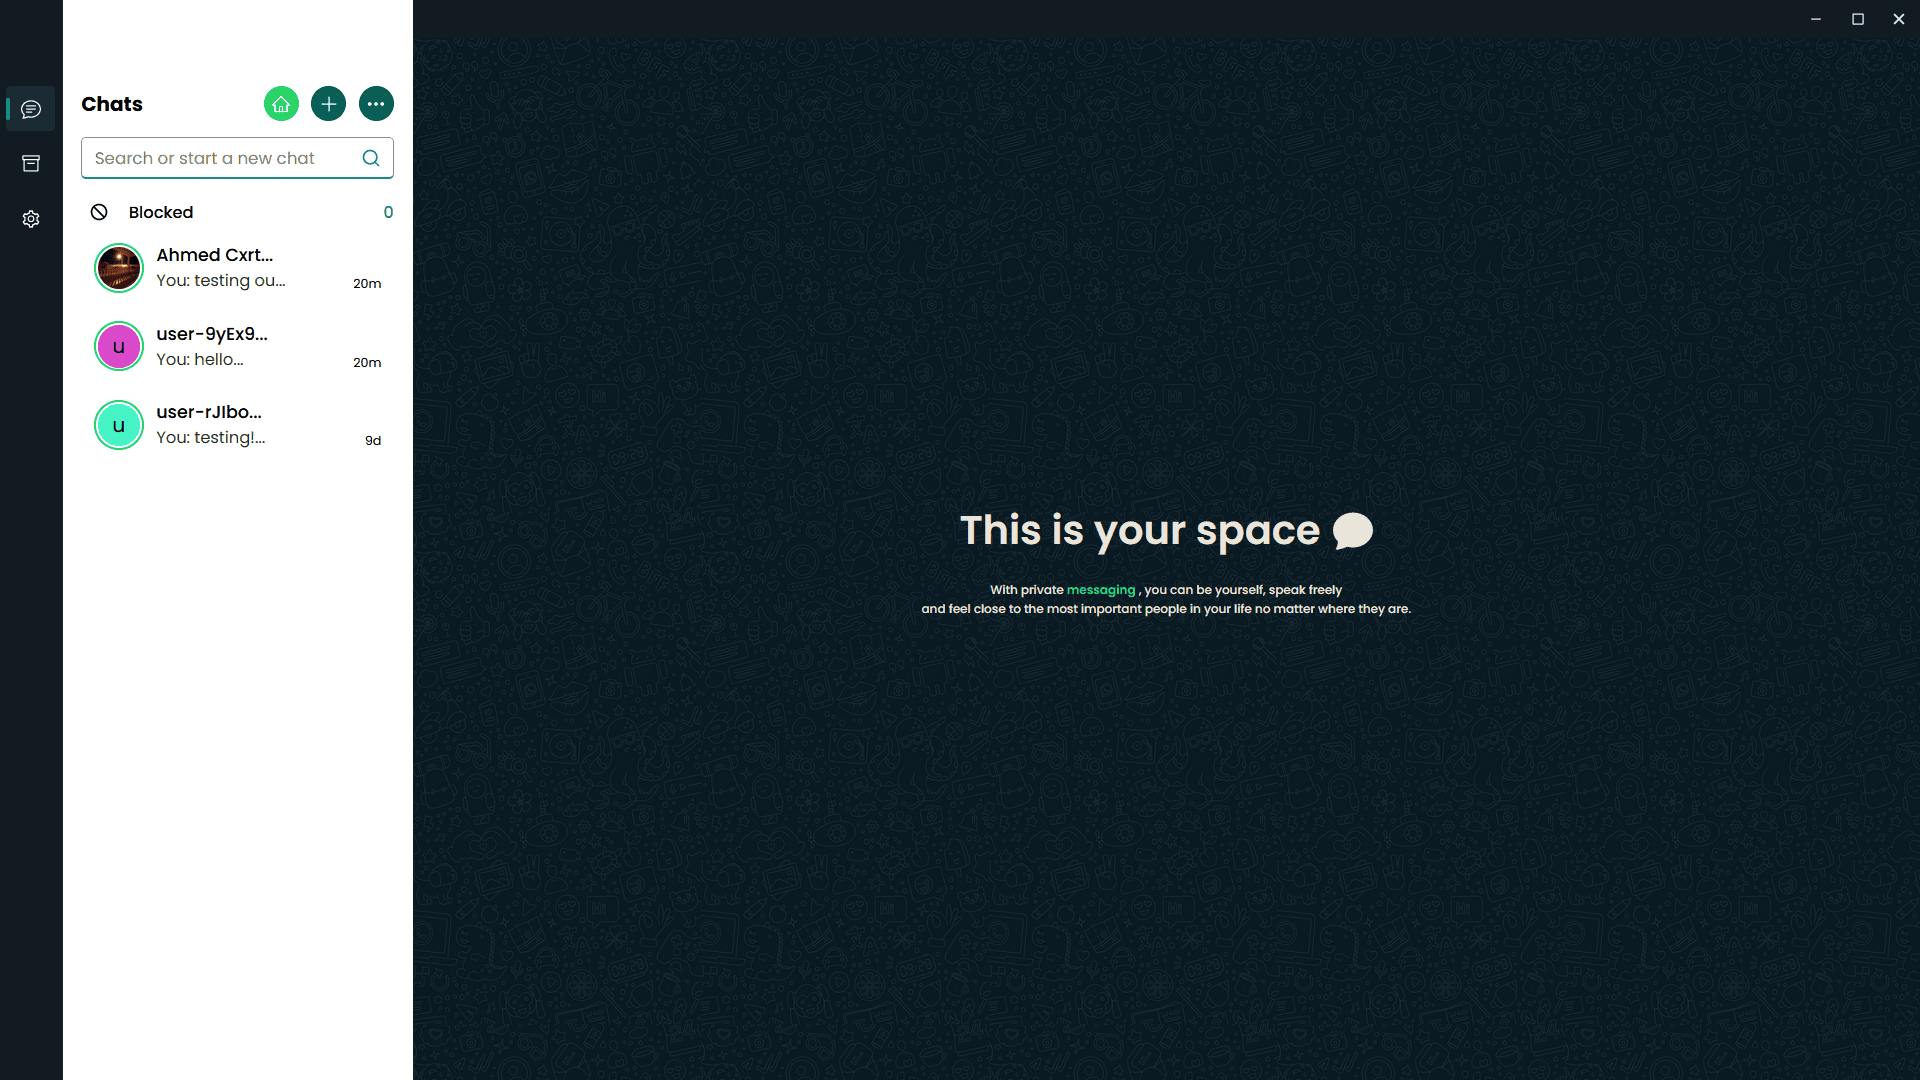 Chats
Search or start a new chat
Blocked 0
Ahmed Cxrt...
You: testing ou... 20m
u
user-9yEx9...
You: hello... 20m
u
user-rJIbo...
You: testing!... 9d
This is your space
With private messaging , you can be yourself, speak freely
and feel close to the most important people in your life no matter where they are.